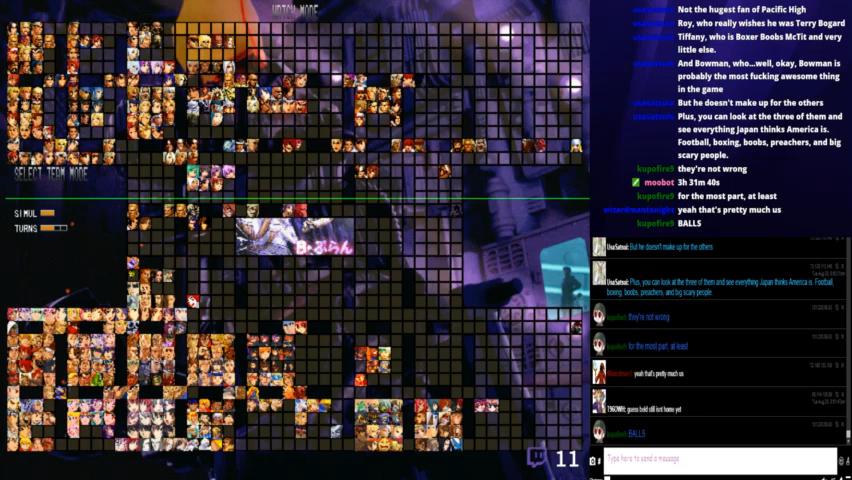 WATCH MODE
SELECT TEAM MODE
SIMUL
TURNS
B・ぷらん
11
Not the hugest fan of Pacific High
Roy, who really wishes he was Terry Bogard
Tiffany, who is Boxer Boobs McTit and very
little else.
And Bowman, who...well, okay, Bowman is
probably the most fucking awesome thing
in the game
But he doesn't make up for the others
Plus, you can look at the three of them and
see everything Japan thinks America is.
Football, boxing, boobs, preachers, and big
scary people.
kupofire5 they're not wrong
moobot 3h 31m 40s
kupofire5 for the most part, at least
yeah that's pretty much us
kupofire5 BALLS
UsaSatsui: But he doesn't make up for the others
UsaSatsui: Plus, you can look at the three of them and see everything Japan thinks America is. Football,
boxing, boobs, preachers, and big scary people.
they're not wrong
for the most part, at least
yeah that's pretty much us
guess bald still isnt home yet
BALLS
Type here to send a message